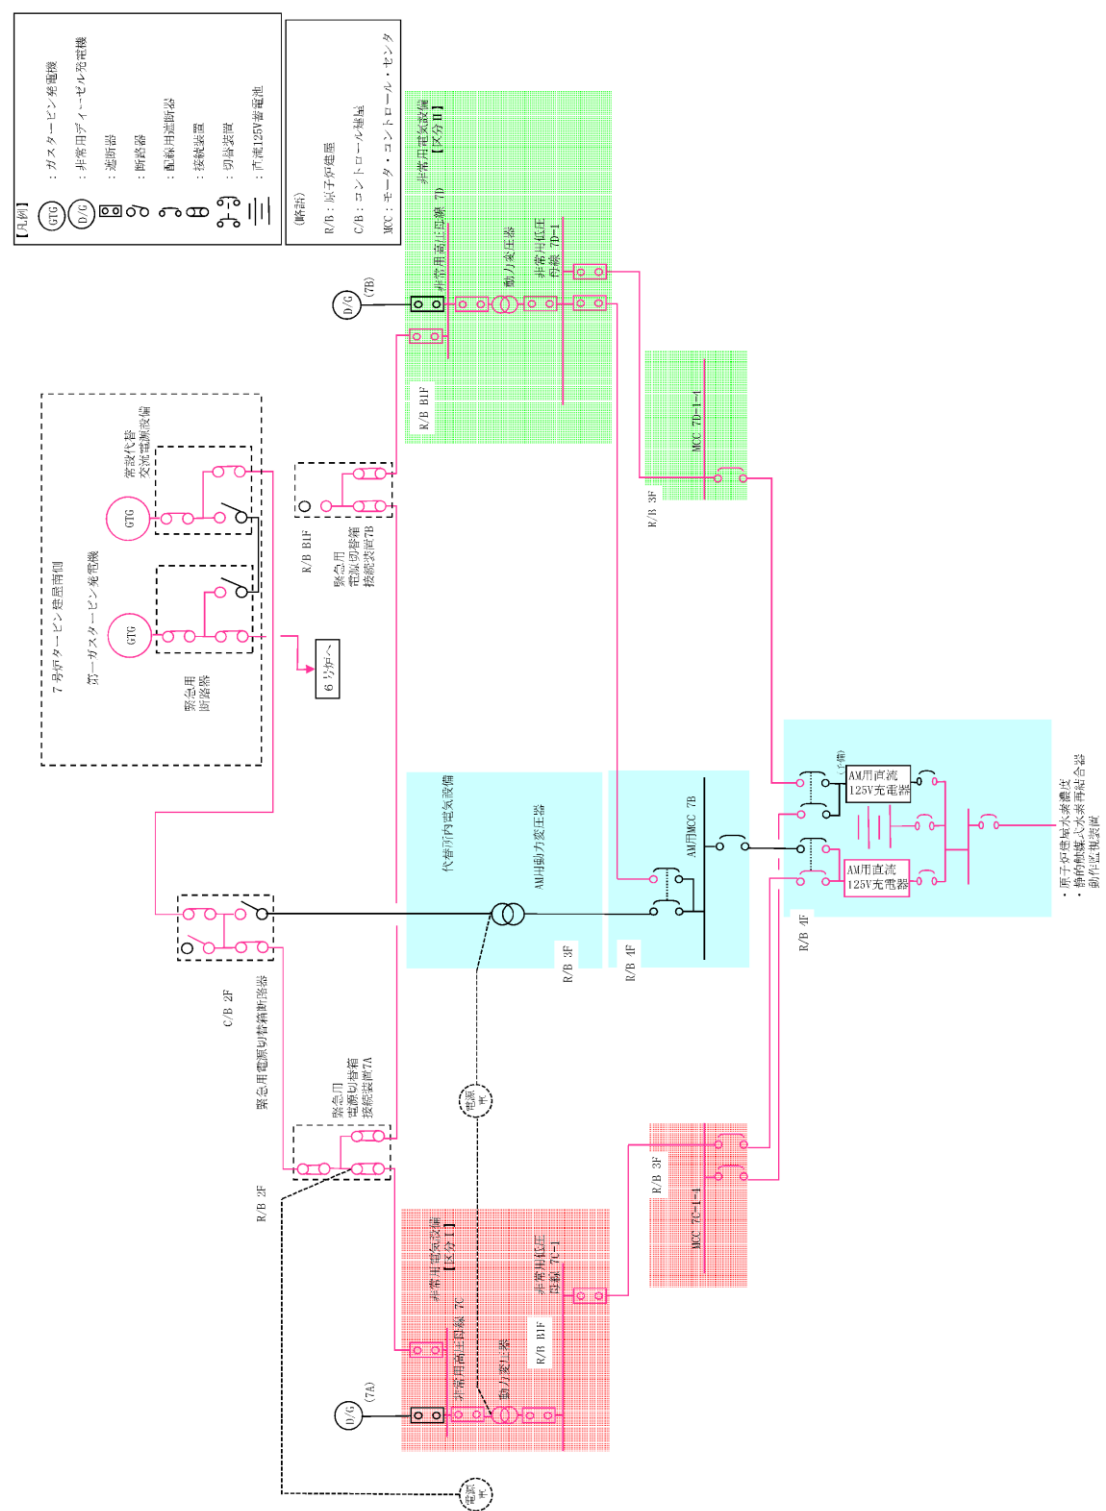 【凡例】
GTG
：ガスタービン発電機
D/G
：非常用ディーゼル発電機
：遮断器
：断路器
：配線用遮断器
：接続装置
：切替装置
：直流125V蓄電池
(略語)
R/B：原子炉建屋
C/B：コントロール建屋
MCC：モータ・コントロール・センタ
7号炉タービン建屋南側
第一ガスタービン発電機
常設代替
交流電源設備
GTG
GTG
緊急用
断路器
6号炉へ
C/B 2F
緊急用電源切替箱断路器
R/B 2F
緊急用
電源切替箱
接続装置7A
R/B B1F
緊急用
電源切替箱
接続装置7B
電源車
電源車
D/G
(7A)
D/G
(7B)
非常用電気設備
【区分Ⅰ】
非常用高圧母線 7C
動力変圧器
非常用低圧
母線 7C-1
R/B B1F
代替所内電気設備
AM用動力変圧器
R/B 3F
R/B 4F
AM用MCC 7B
非常用電気設備
【区分Ⅱ】
非常用高圧母線 7D
動力変圧器
非常用低圧
母線 7D-1
R/B B1F
R/B 3F
MCC 7C-1-4
R/B 3F
MCC 7D-1-4
R/B 4F
AM用直流
125V充電器
AM用直流
125V充電器
(予備)
・原子炉建屋水素濃度
・静的触媒式水素再結合器
動作監視装置